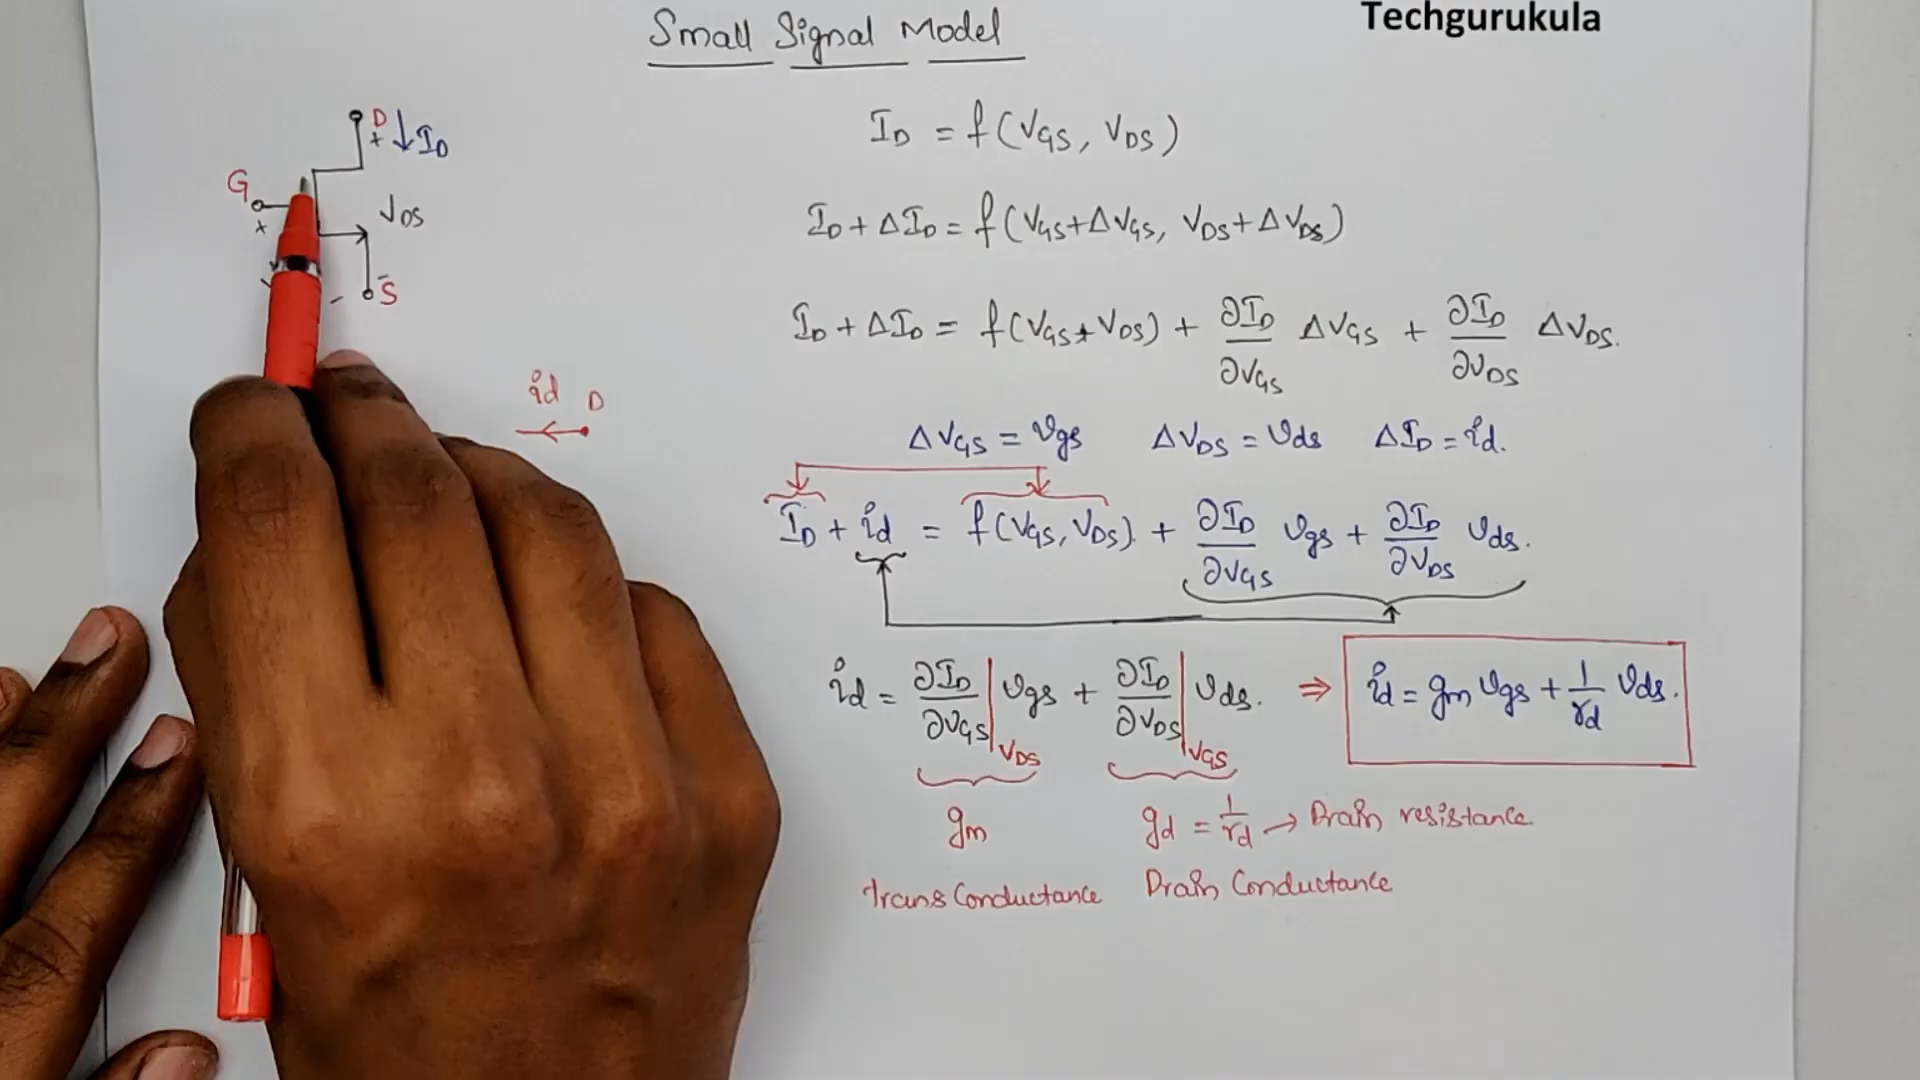 Small Signal Model
Techgurukula
D
+ ↓ I_D
G
+
V_DS
-
- S
I_D = f(V_GS, V_DS)
I_D + ΔI_D = f(V_GS+ΔV_GS, V_DS+ΔV_DS)
I_D + ΔI_D = f(V_GS + V_DS) + ∂I_D/∂V_GS ΔV_GS + ∂I_D/∂V_DS ΔV_DS.
i_d D
ΔV_GS = v_gs ΔV_DS = v_ds ΔI_D = i_d.
I_D + i_d = f(V_GS, V_DS) + ∂I_D/∂V_GS v_gs + ∂I_D/∂V_DS v_ds.
i_d = ∂I_D/∂V_GS|V_DS v_gs + ∂I_D/∂V_DS|V_GS v_ds. ⇒ i_d = g_m v_gs + 1/r_d v_ds.
g_m g_d = 1/r_d → Drain resistance
Trans Conductance Drain Conductance